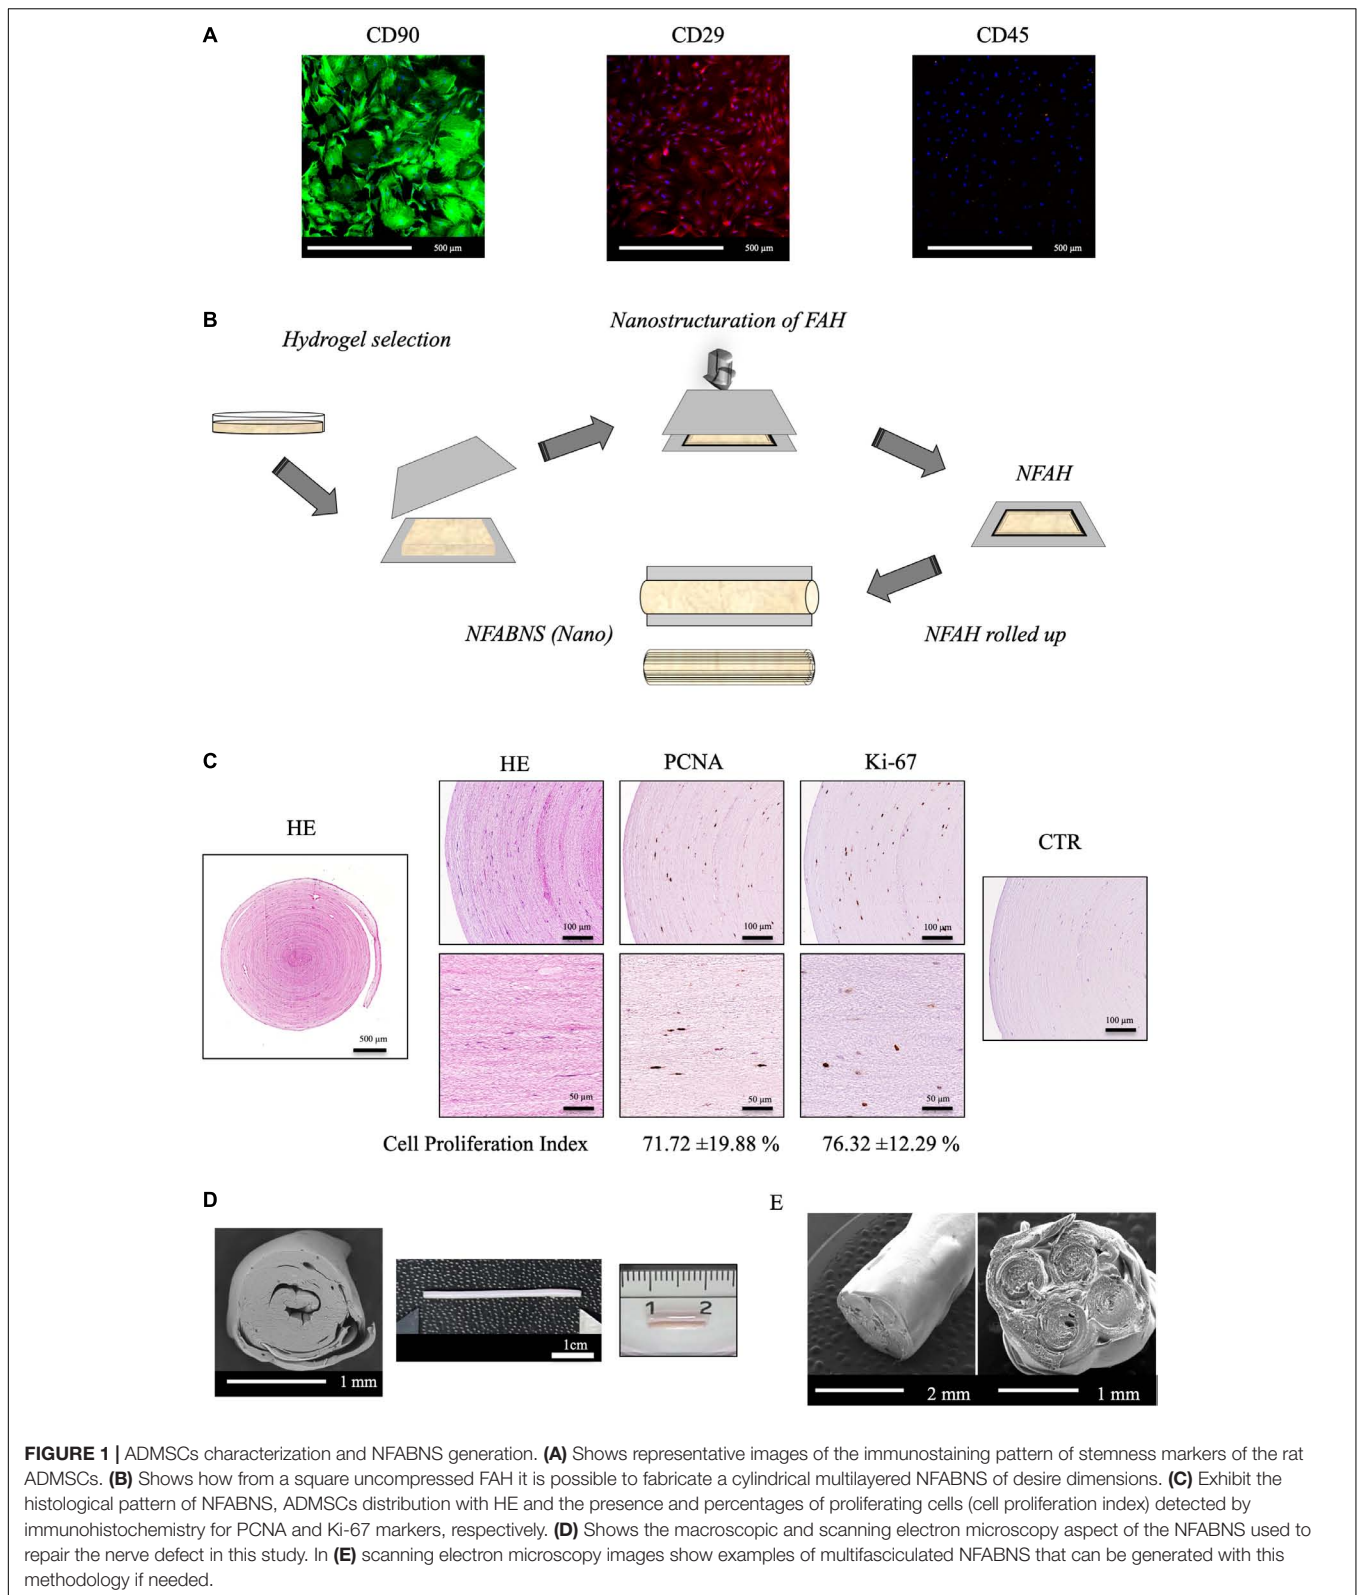 A
CD90
CD29
CD45
500 µm
500 µm
500 µm
B
Hydrogel selection
Nanostructuration of FAH
NFAH
NFABNS (Nano)
NFAH rolled up
C
HE
HE
PCNA
Ki-67
CTR
500 µm
100 µm
100 µm
100 µm
100 µm
50 µm
50 µm
50 µm
Cell Proliferation Index
71.72 ±19.88 %
76.32 ±12.29 %
D
E
1 mm
1cm
1 2
2 mm
1 mm
FIGURE 1 | ADMSCs characterization and NFABNS generation. (A) Shows representative images of the immunostaining pattern of stemness markers of the rat
ADMSCs. (B) Shows how from a square uncompressed FAH it is possible to fabricate a cylindrical multilayered NFABNS of desire dimensions. (C) Exhibit the
histological pattern of NFABNS, ADMSCs distribution with HE and the presence and percentages of proliferating cells (cell proliferation index) detected by
immunohistochemistry for PCNA and Ki-67 markers, respectively. (D) Shows the macroscopic and scanning electron microscopy aspect of the NFABNS used to
repair the nerve defect in this study. In (E) scanning electron microscopy images show examples of multifasciculated NFABNS that can be generated with this
methodology if needed.